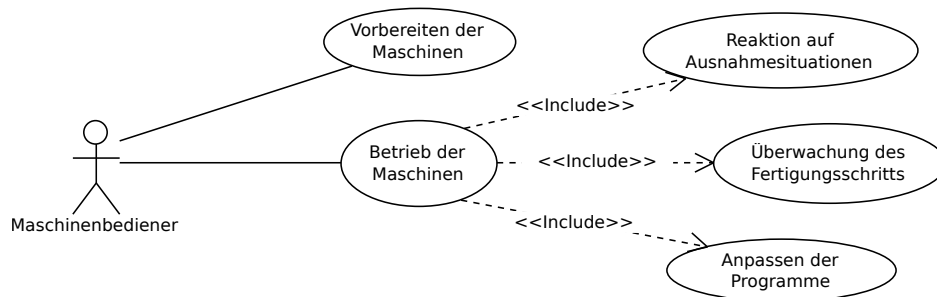 Vorbereiten der
Maschinen
Reaktion auf
Ausnahmesituationen
<<Include>>
Betrieb der
Maschinen
<<Include>>
Überwachung des
Fertigungsschritts
Maschinenbediener
<<Include>>
Anpassen der
Programme